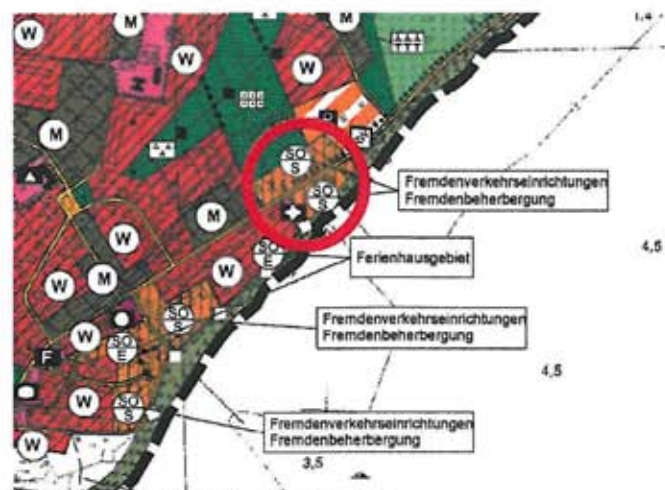 1,4
M
W
W
M
W
W
M
SO
S
Fremdenverkehrseinrichtungen
Fremdenbeherbergung
SO
S
W
M
4,5
W
SO
E
Ferienhausgebiet
W
M
SO
S
Fremdenverkehrseinrichtungen
Fremdenbeherbergung
W
SO
E
F
4,5
W
SO
S
Fremdenverkehrseinrichtungen
Fremdenbeherbergung
W
3,5